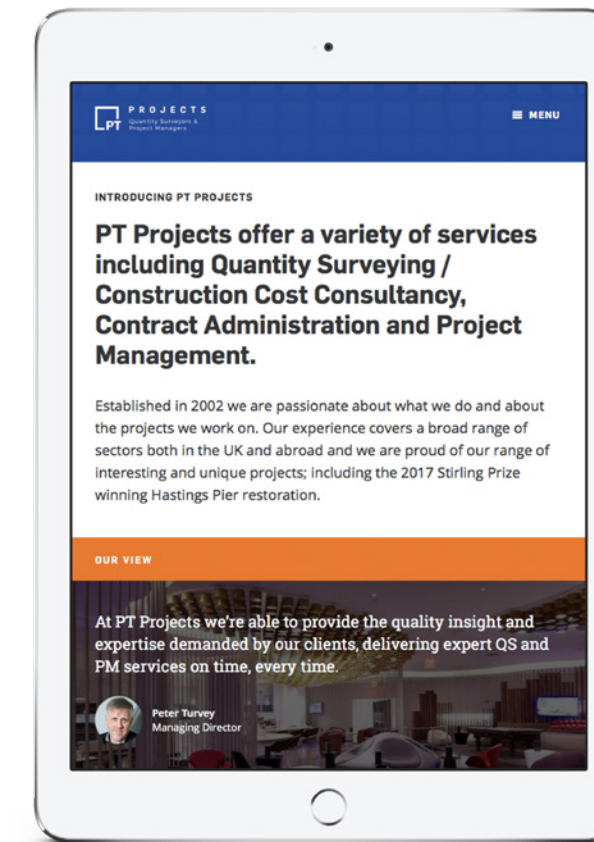 PROJECTS
PT
Quantity Surveyors &
Project Managers
MENU
INTRODUCING PT PROJECTS
PT Projects offer a variety of services
including Quantity Surveying /
Construction Cost Consultancy,
Contract Administration and Project
Management.
Established in 2002 we are passionate about what we do and about
the projects we work on. Our experience covers a broad range of
sectors both in the UK and abroad and we are proud of our range of
interesting and unique projects; including the 2017 Stirling Prize
winning Hastings Pier restoration.
OUR VIEW
At PT Projects we're able to provide the quality insight and
expertise demanded by our clients, delivering expert QS and
PM services on time, every time.
Peter Turvey
Managing Director